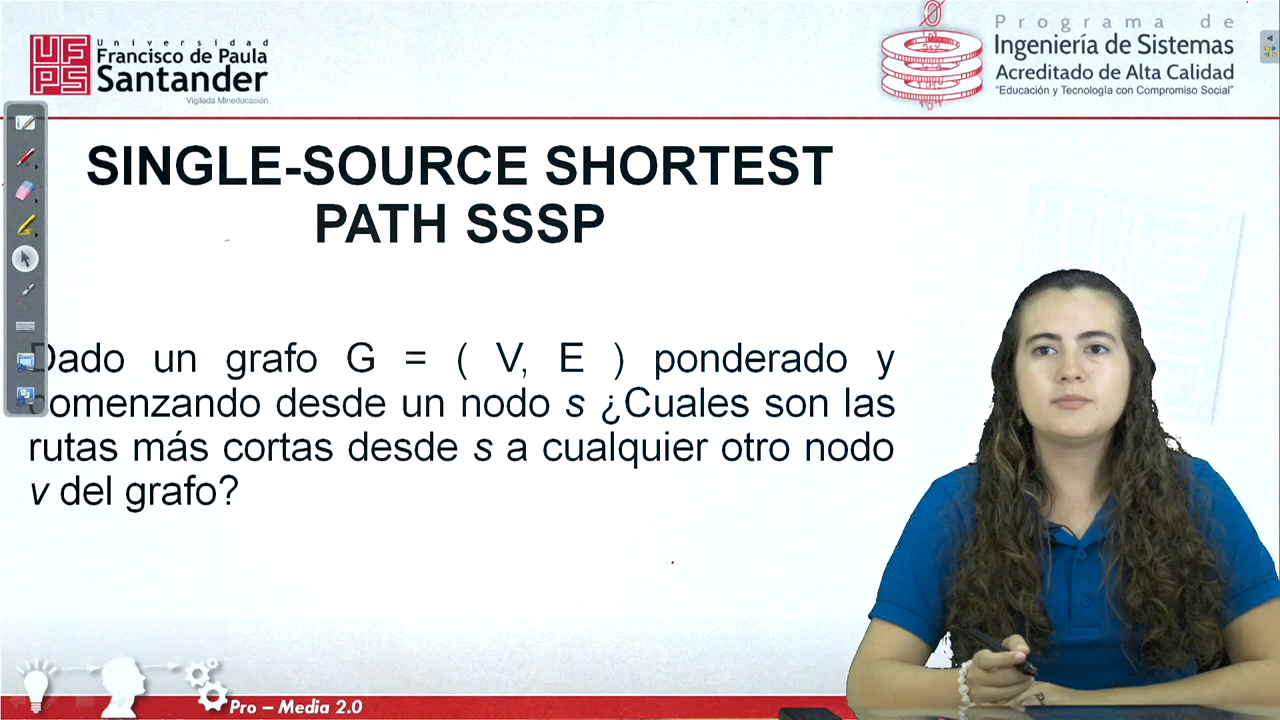 Universidad
Francisco de Paula
Santander
Vigilada Mineducación
UF
PS
Programa de
Ingeniería de Sistemas
Acreditado de Alta Calidad
"Educación y Tecnología con Compromiso Social"
SINGLE-SOURCE SHORTEST
PATH SSSP
Dado un grafo G = ( V, E ) ponderado y
comenzando desde un nodo s ¿Cuales son las
rutas más cortas desde s a cualquier otro nodo
v del grafo?
Pro – Media 2.0